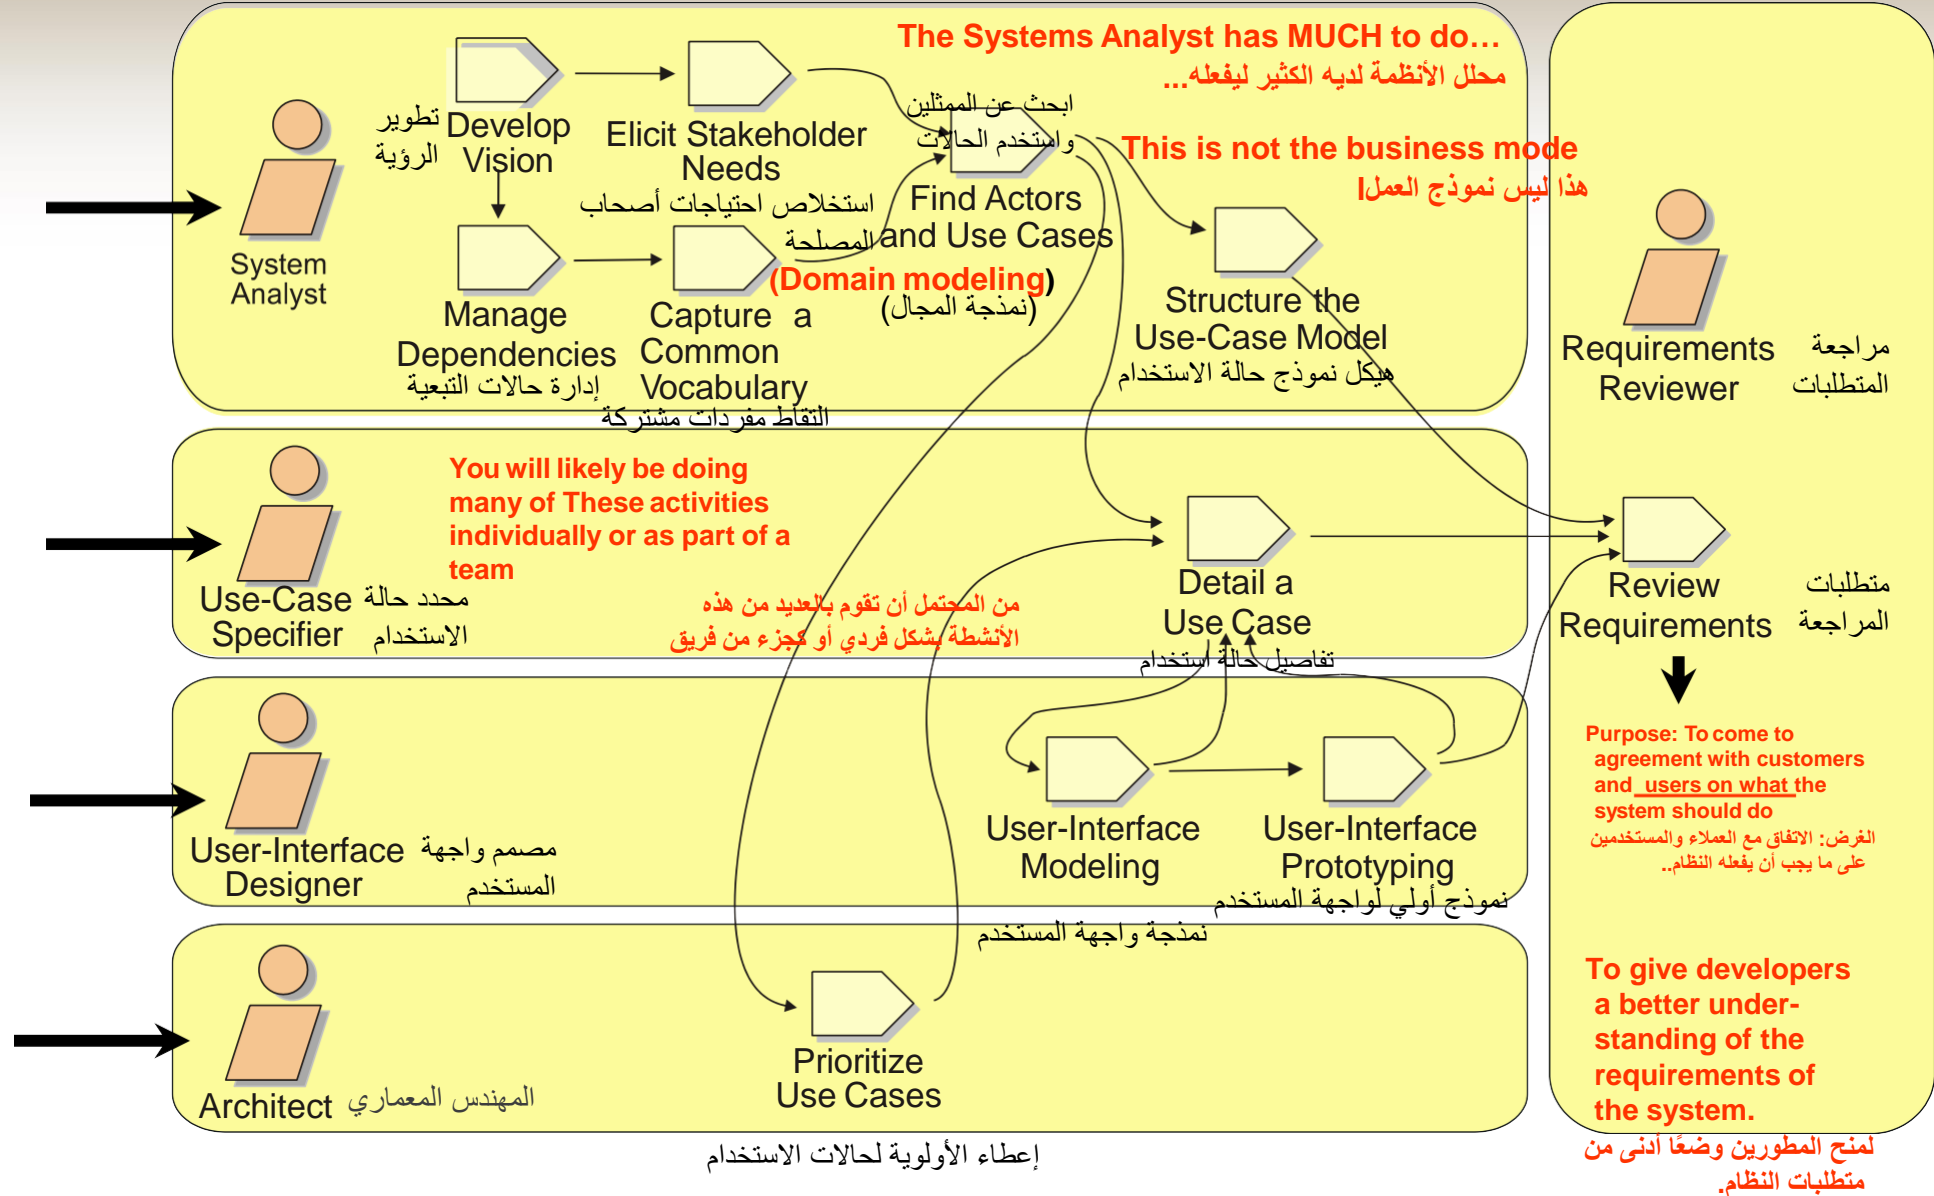 The Systems Analyst has MUCH to do…
محلل الأنظمة لديه الكثير ليفعله...
This is not the business mode
هذا ليس نموذج العملl
System
Analyst
تطوير
الرؤية
Develop
Vision
Elicit Stakeholder
Needs
استخلاص احتياجات أصحاب
المصلحة
ابحث عن الممثلين
واستخدم الحالات
Find Actors
and Use Cases
(Domain modeling)
(نمذجة المجال)
Manage
Dependencies
إدارة حالات التبعية
Capture a
Common
Vocabulary
التقاط مفردات مشتركة
Structure the
Use-Case Model
هيكل نموذج حالة الاستخدام
Requirements
Reviewer
مراجعة
المتطلبات
You will likely be doing
many of These activities
individually or as part of a
team
من المحتمل أن تقوم بالعديد من هذه
الأنشطة بشكل فردي أو كجزء من فريق
Use-Case
Specifier
محدد حالة
الاستخدام
Detail a
Use Case
تفاصيل حالة استخدام
Review
Requirements
متطلبات
المراجعة
User-Interface
Designer
مصمم واجهة
المستخدم
User-Interface
Modeling
نمذجة واجهة المستخدم
User-Interface
Prototyping
نموذج أولي لواجهة المستخدم
Purpose: To come to
agreement with customers
and users on what the
system should do
الغرض: الاتفاق مع العملاء والمستخدمين
على ما يجب أن يفعله النظام..
Architect
المهندس المعماري
Prioritize
Use Cases
إعطاء الأولوية لحالات الاستخدام
To give developers
a better under-
standing of the
requirements of
the system.
لمنح المطورين وضعًا أدنى من
متطلبات النظام.